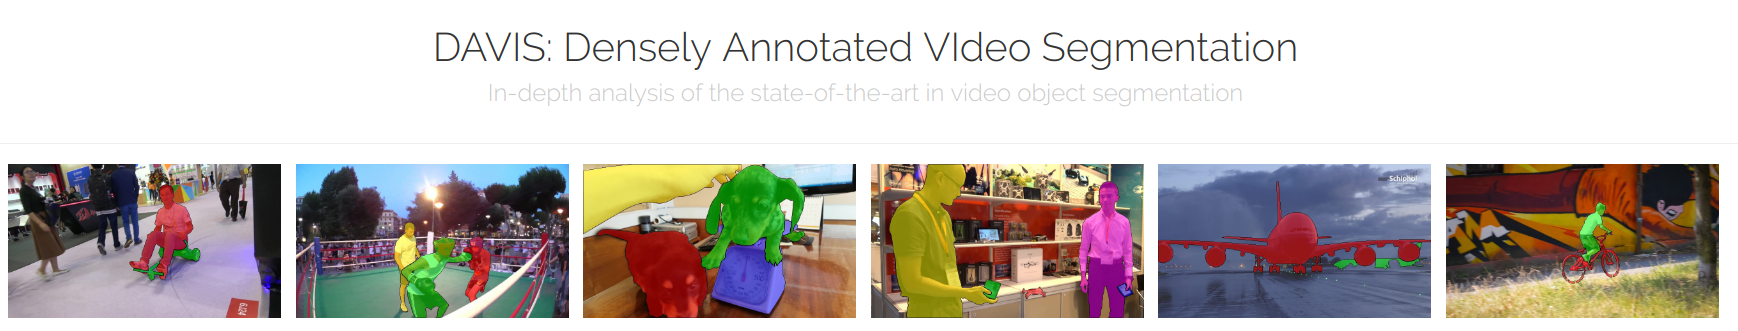 DAVIS: Densely Annotated VIdeo Segmentation
In-depth analysis of the state-of-the-art in video object segmentation
Schiphol